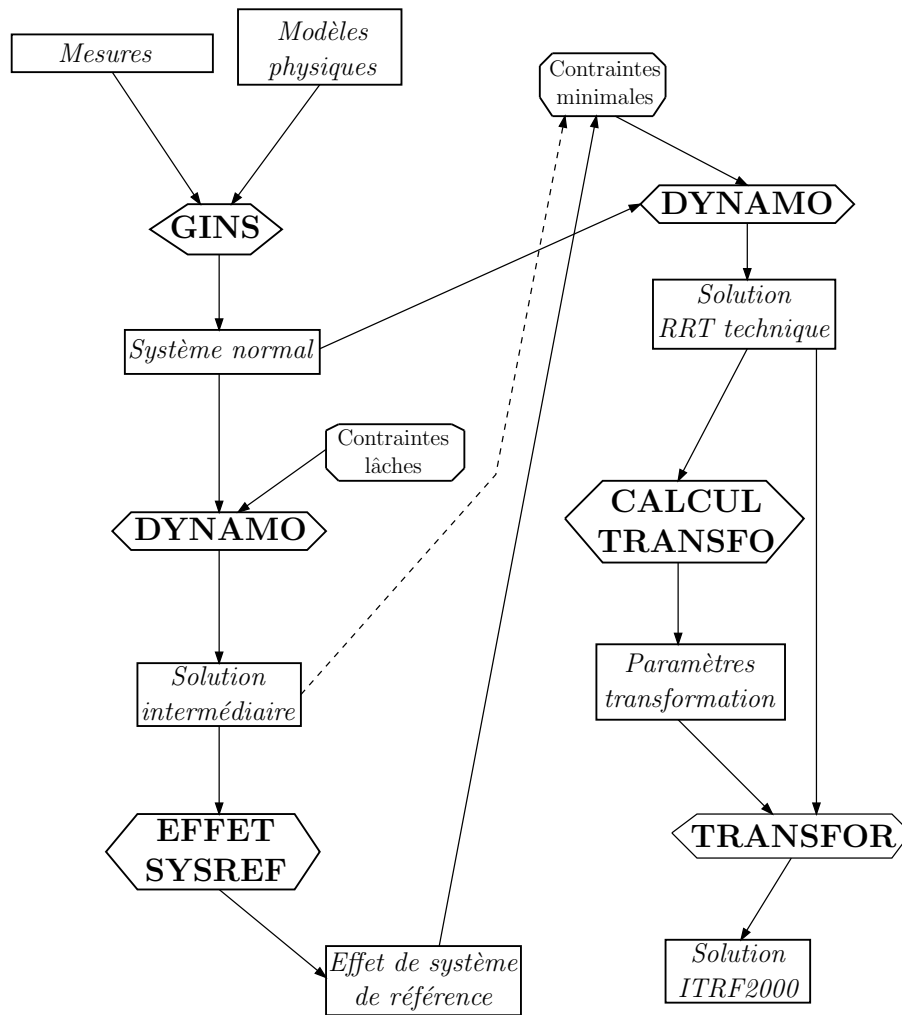 Mesures
Modèles
physiques
GINS
Système normal
Contraintes
lâches
DYNAMO
Solution
intermédiaire
EFFET
SYSREF
Effet de système
de référence
Contraintes
minimales
DYNAMO
Solution
RRT technique
CALCUL
TRANSFO
Paramètres
transformation
TRANSFOR
Solution
ITRF2000